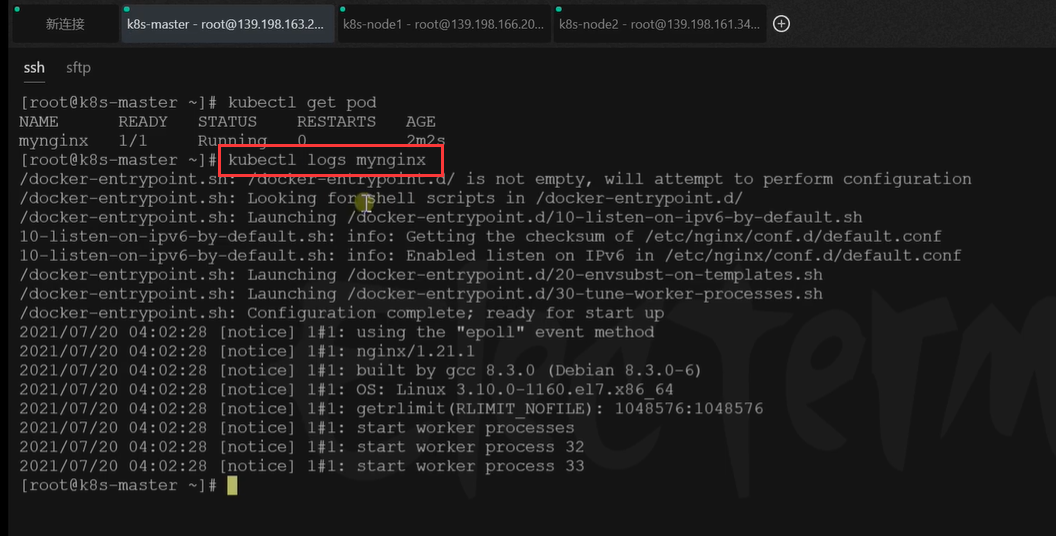 新连接
k8s-master - root@139.198.163.2...
k8s-node1 - root@139.198.166.20...
k8s-node2 - root@139.198.161.34...
ssh sftp
[root@k8s-master ~]# kubectl get pod
NAME READY STATUS RESTARTS AGE
mynginx 1/1 Running 0 2m2s
[root@k8s-master ~]# kubectl logs mynginx
/docker-entrypoint.sh: /docker-entrypoint.d/ is not empty, will attempt to perform configuration
/docker-entrypoint.sh: Looking for shell scripts in /docker-entrypoint.d/
/docker-entrypoint.sh: Launching /docker-entrypoint.d/10-listen-on-ipv6-by-default.sh
10-listen-on-ipv6-by-default.sh: info: Getting the checksum of /etc/nginx/conf.d/default.conf
10-listen-on-ipv6-by-default.sh: info: Enabled listen on IPv6 in /etc/nginx/conf.d/default.conf
/docker-entrypoint.sh: Launching /docker-entrypoint.d/20-envsubst-on-templates.sh
/docker-entrypoint.sh: Launching /docker-entrypoint.d/30-tune-worker-processes.sh
/docker-entrypoint.sh: Configuration complete; ready for start up
2021/07/20 04:02:28 [notice] 1#1: using the "epoll" event method
2021/07/20 04:02:28 [notice] 1#1: nginx/1.21.1
2021/07/20 04:02:28 [notice] 1#1: built by gcc 8.3.0 (Debian 8.3.0-6)
2021/07/20 04:02:28 [notice] 1#1: OS: Linux 3.10.0-1160.el7.x86_64
2021/07/20 04:02:28 [notice] 1#1: getrlimit(RLIMIT_NOFILE): 1048576:1048576
2021/07/20 04:02:28 [notice] 1#1: start worker processes
2021/07/20 04:02:28 [notice] 1#1: start worker process 32
2021/07/20 04:02:28 [notice] 1#1: start worker process 33
[root@k8s-master ~]#